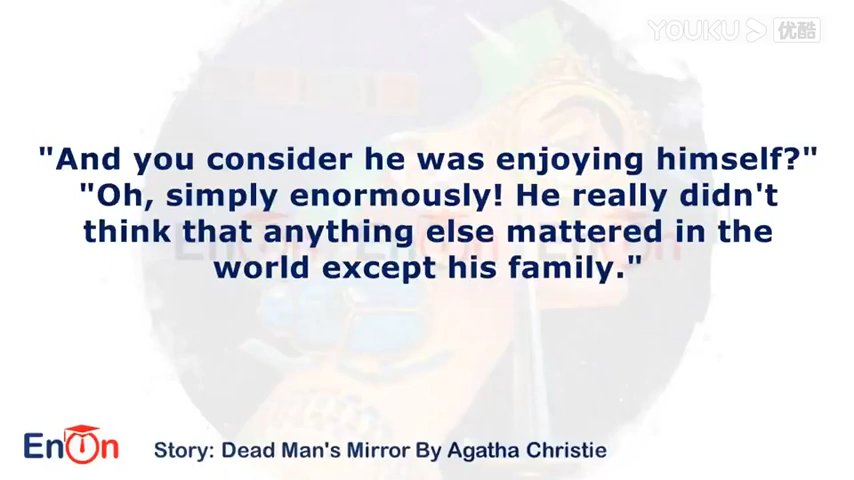 YOUKU 优酷
"And you consider he was enjoying himself?"
"Oh, simply enormously! He really didn't
think that anything else mattered in the
world except his family."
EnOn
Story: Dead Man's Mirror By Agatha Christie